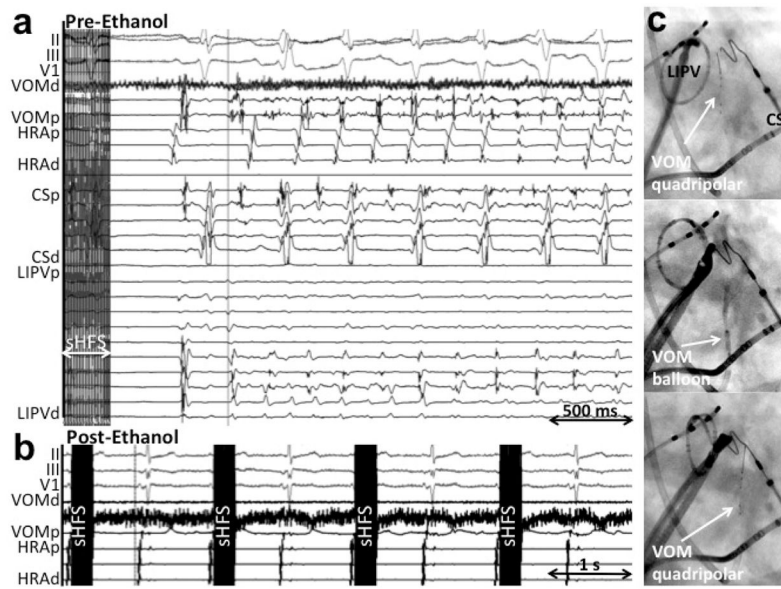 a Pre-Ethanol
II
III
V1
VOMd
VOMp
HRAp
HRAd
CSp
CSd
LIPVp
sHFS
LIPVd
500 ms
b Post-Ethanol
II
III
V1
VOMd
VOMp
HRAp
HRAd
sHFS
sHFS
sHFS
sHFS
1 s
c
LIPV
CS
VOM
quadripolar
VOM
balloon
VOM
quadripolar